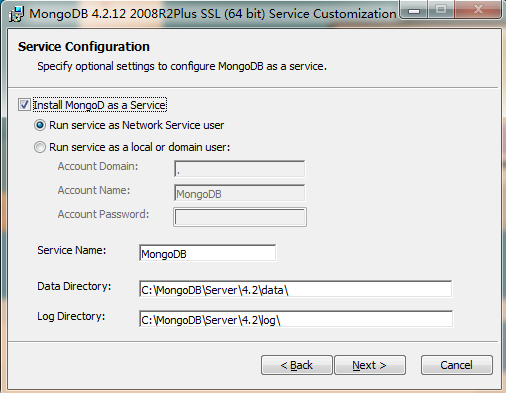 MongoDB 4.2.12 2008R2Plus SSL (64 bit) Service Customization
Service Configuration
Specify optional settings to configure MongoDB as a service.
Install MongoD as a Service
Run service as Network Service user
Run service as a local or domain user:
Account Domain: .
Account Name: MongoDB
Account Password:
Service Name: MongoDB
Data Directory: C:\MongoDB\Server\4.2\data\
Log Directory: C:\MongoDB\Server\4.2\log\
< Back Next > Cancel